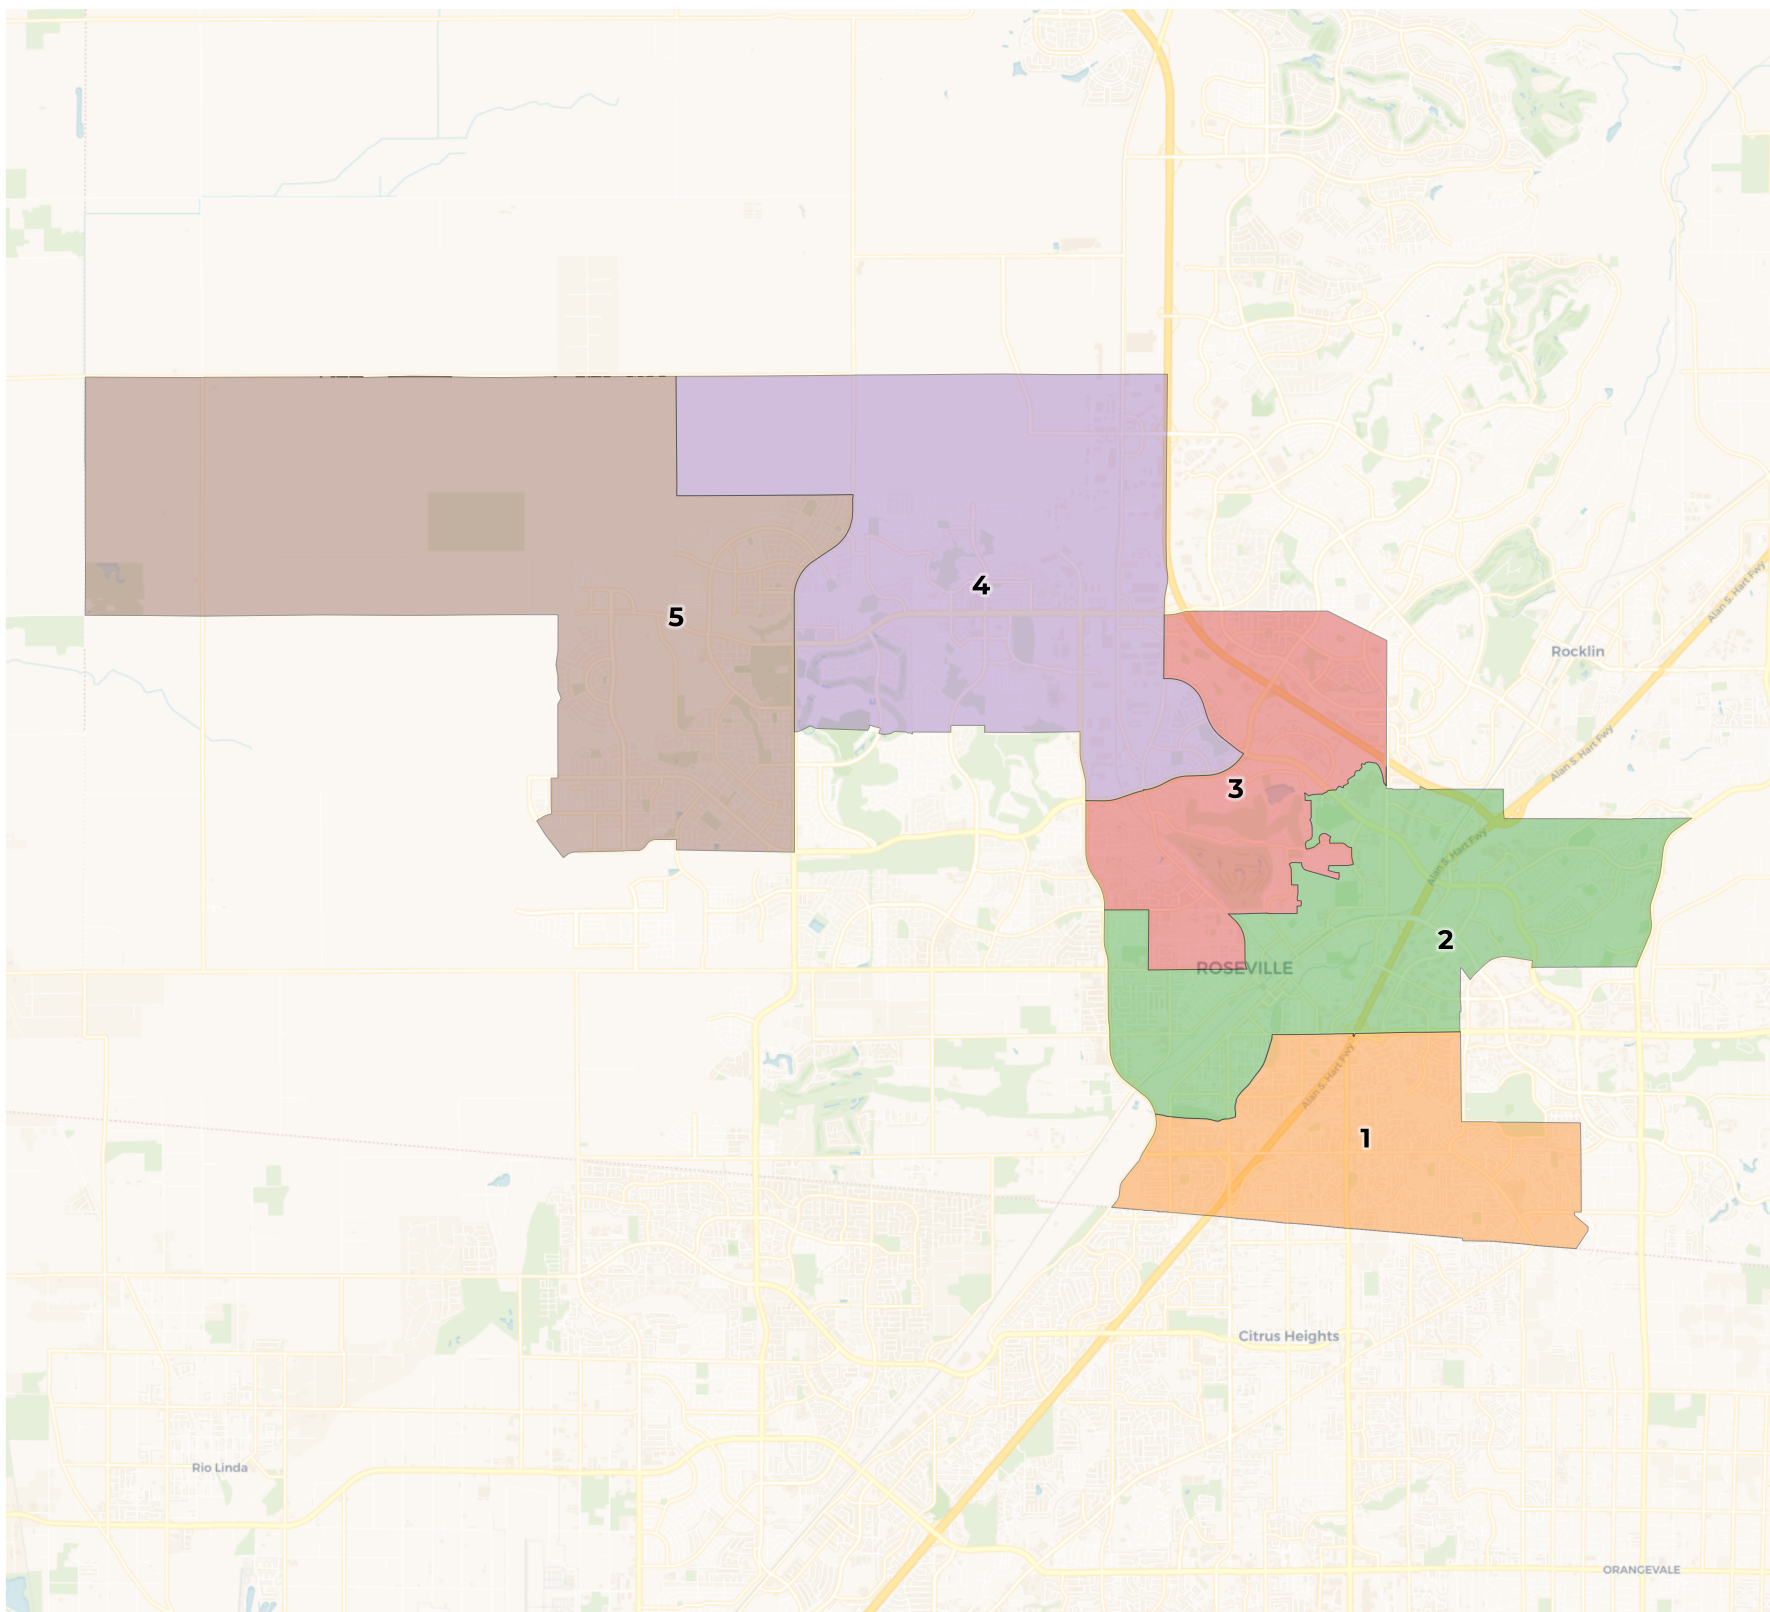 5
4
Rocklin
Alan S. Hart Fwy
Alan S. Hart Fwy
3
Alan S. Hart Fwy
2
ROSEVILLE
Alan S. Hart Fwy
1
Citrus Heights
Rio Linda
ORANGEVALE